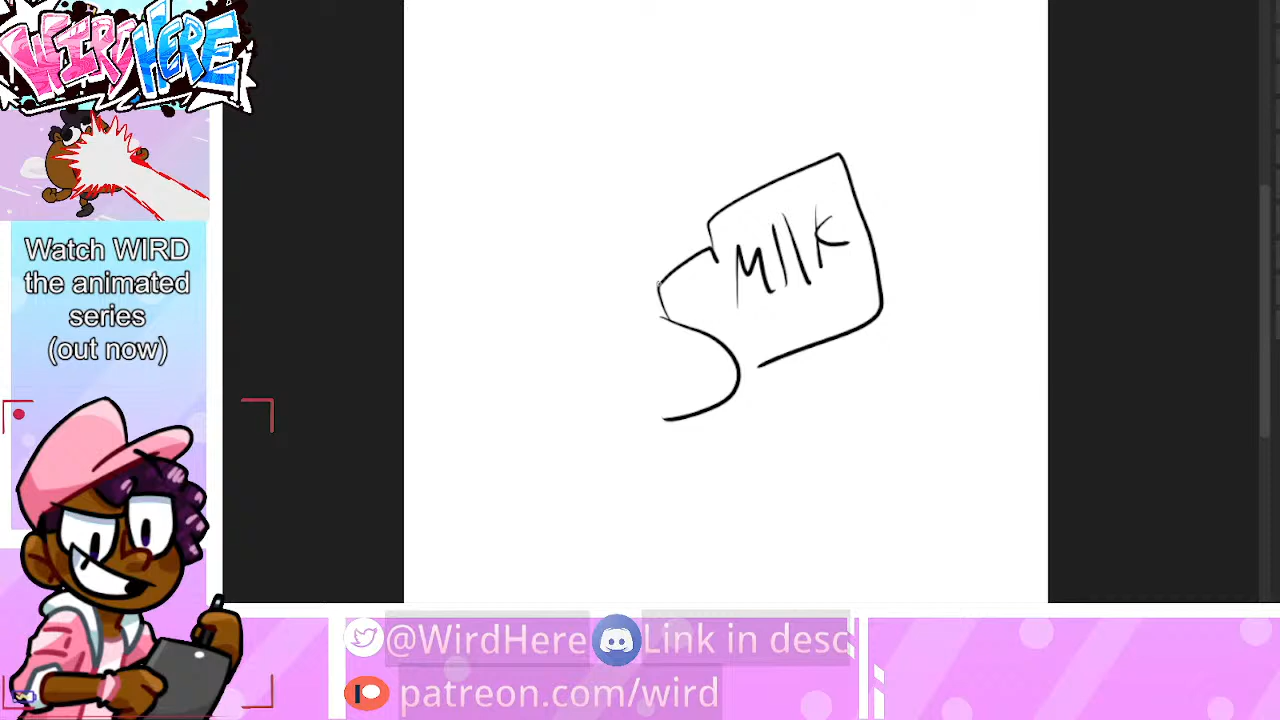 WIRDHERE
Watch WIRD
the animated
series
(out now)
MIlK
@WirdHere
Link in desc
patreon.com/wird